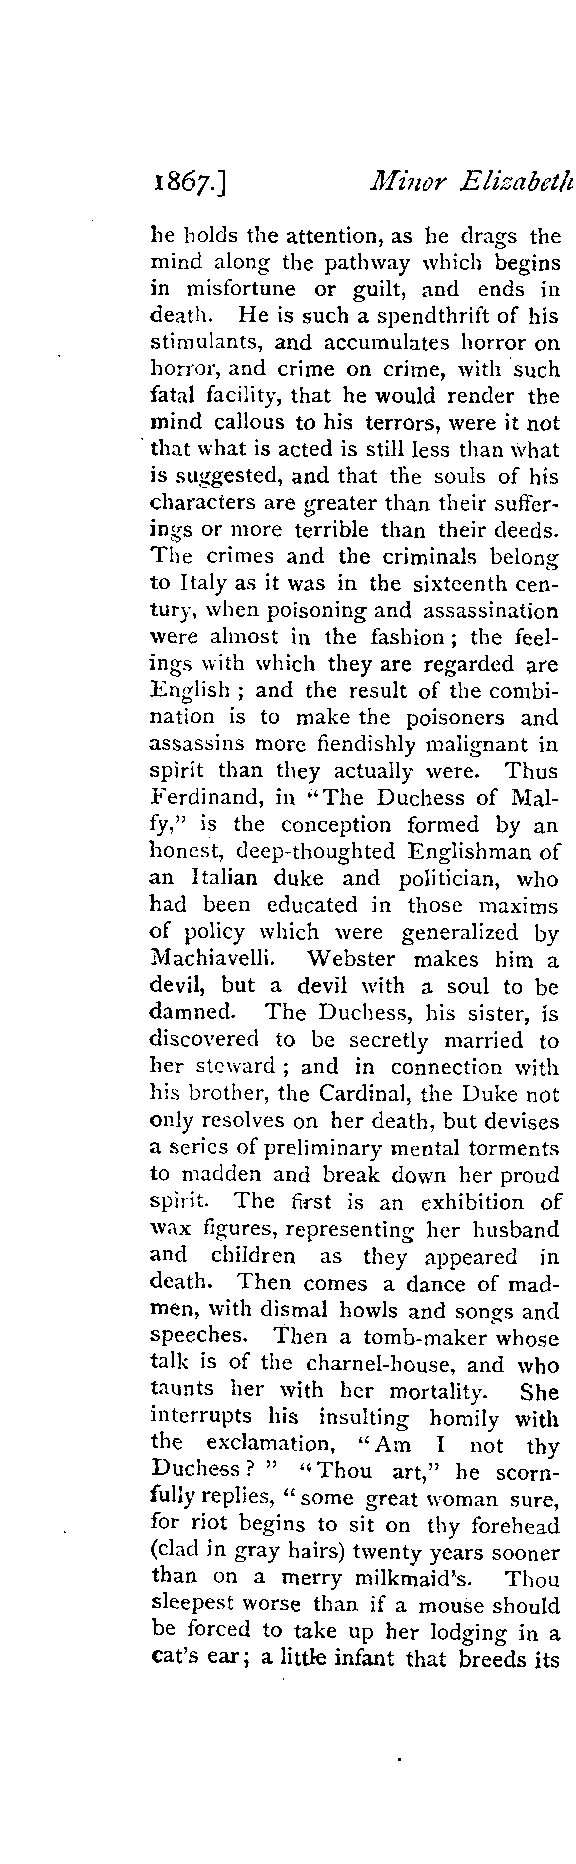 1867.] Minor Elizabeth
he holds the attention, as he drags the
mind along the pathway which begins
in misfortune or guilt, and ends in
death. He is such a spendthrift of his
stimulants, and accumulates horror on
horror, and crime on crime, with such
fatal facility, that he would render the
mind callous to his terrors, were it not
that what is acted is still less than what
is suggested, and that the souls of his
characters are greater than their suffer-
ings or more terrible than their deeds.
The crimes and the criminals belong
to Italy as it was in the sixteenth cen-
tury, when poisoning and assassination
were almost in the fashion; the feel-
ings with which they are regarded are
English; and the result of the combi-
nation is to make the poisoners and
assassins more fiendishly malignant in
spirit than they actually were. Thus
Ferdinand, in "The Duchess of Mal-
fy," is the conception formed by an
honest, deep-thoughted Englishman of
an Italian duke and politician, who
had been educated in those maxims
of policy which were generalized by
Machiavelli. Webster makes him a
devil, but a devil with a soul to be
damned. The Duchess, his sister, is
discovered to be secretly married to
her steward; and in connection with
his brother, the Cardinal, the Duke not
only resolves on her death, but devises
a series of preliminary mental torments
to madden and break down her proud
spirit. The first is an exhibition of
wax figures, representing her husband
and children as they appeared in
death. Then comes a dance of mad-
men, with dismal howls and songs and
speeches. Then a tomb-maker whose
talk is of the charnel-house, and who
taunts her with her mortality. She
interrupts his insulting homily with
the exclamation, "Am I not thy
Duchess?" "Thou art," he scorn-
fully replies, "some great woman sure,
for riot begins to sit on thy forehead
(clad in gray hairs) twenty years sooner
than on a merry milkmaid's. Thou
sleepest worse than if a mouse should
be forced to take up her lodging in a
cat's ear; a little infant that breeds its